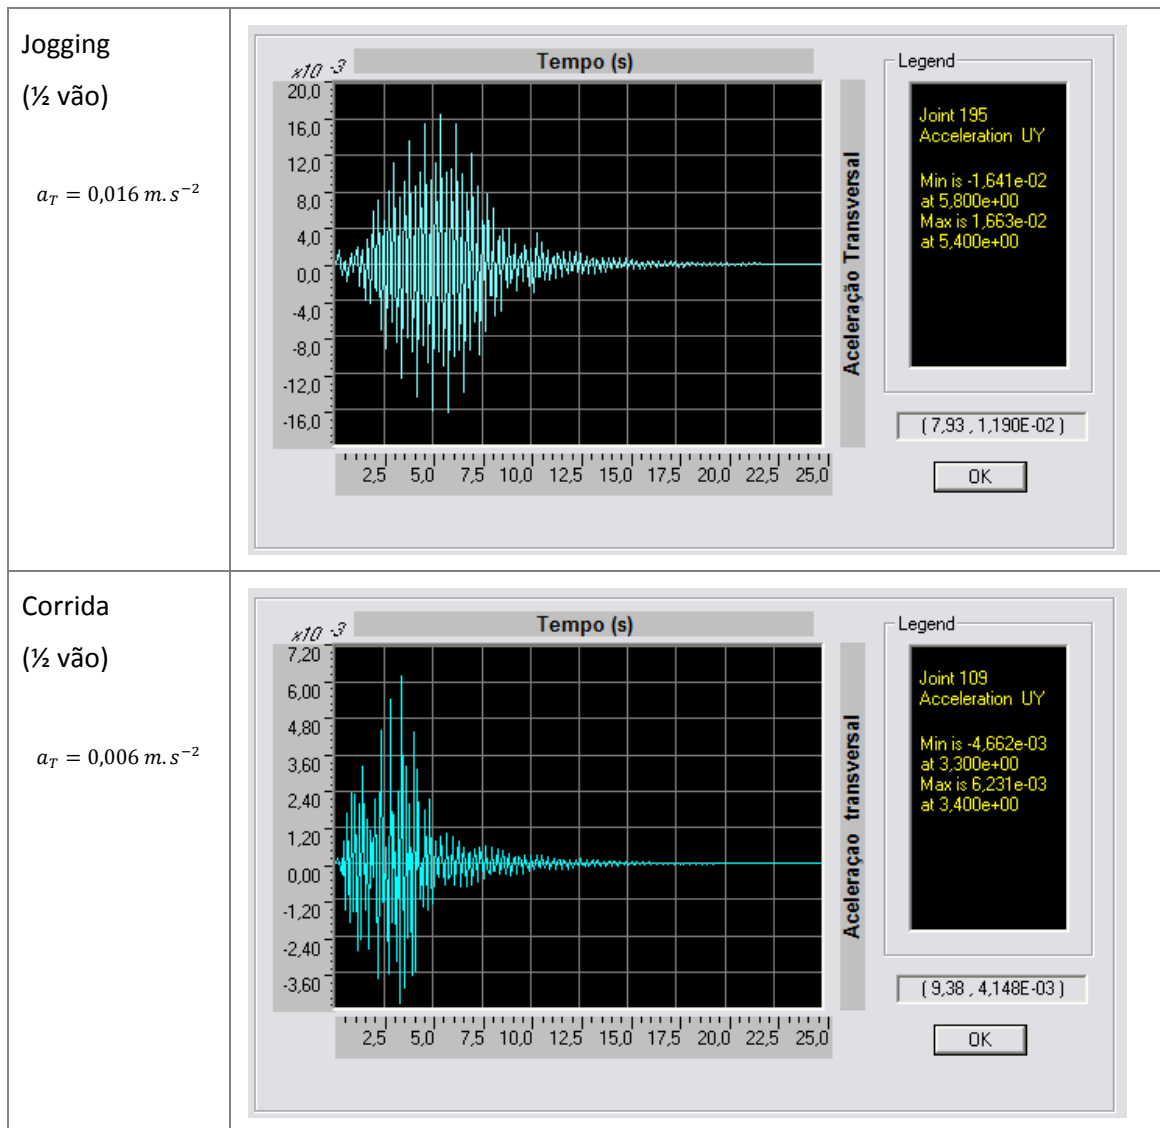 Jogging
(½ vão)
𝑎𝑇 = 0,016 𝑚. 𝑠−2
x10 -3
Tempo (s)
20,0
16,0
12,0
8,0
4,0
0,0
-4,0
-8,0
-12,0
-16,0
2,5 5,0 7,5 10,0 12,5 15,0 17,5 20,0 22,5 25,0
Aceleração Transversal
Legend
Joint 195
Acceleration UY
Min is -1,641e-02
at 5,800e+00
Max is 1,663e-02
at 5,400e+00
( 7,93 , 1,190E-02 )
OK
Corrida
(½ vão)
𝑎𝑇 = 0,006 𝑚. 𝑠−2
x10 -3
Tempo (s)
7,20
6,00
4,80
3,60
2,40
1,20
0,00
-1,20
-2,40
-3,60
2,5 5,0 7,5 10,0 12,5 15,0 17,5 20,0 22,5 25,0
Aceleração transversal
Legend
Joint 109
Acceleration UY
Min is -4,662e-03
at 3,300e+00
Max is 6,231e-03
at 3,400e+00
( 9,38 , 4,148E-03 )
OK